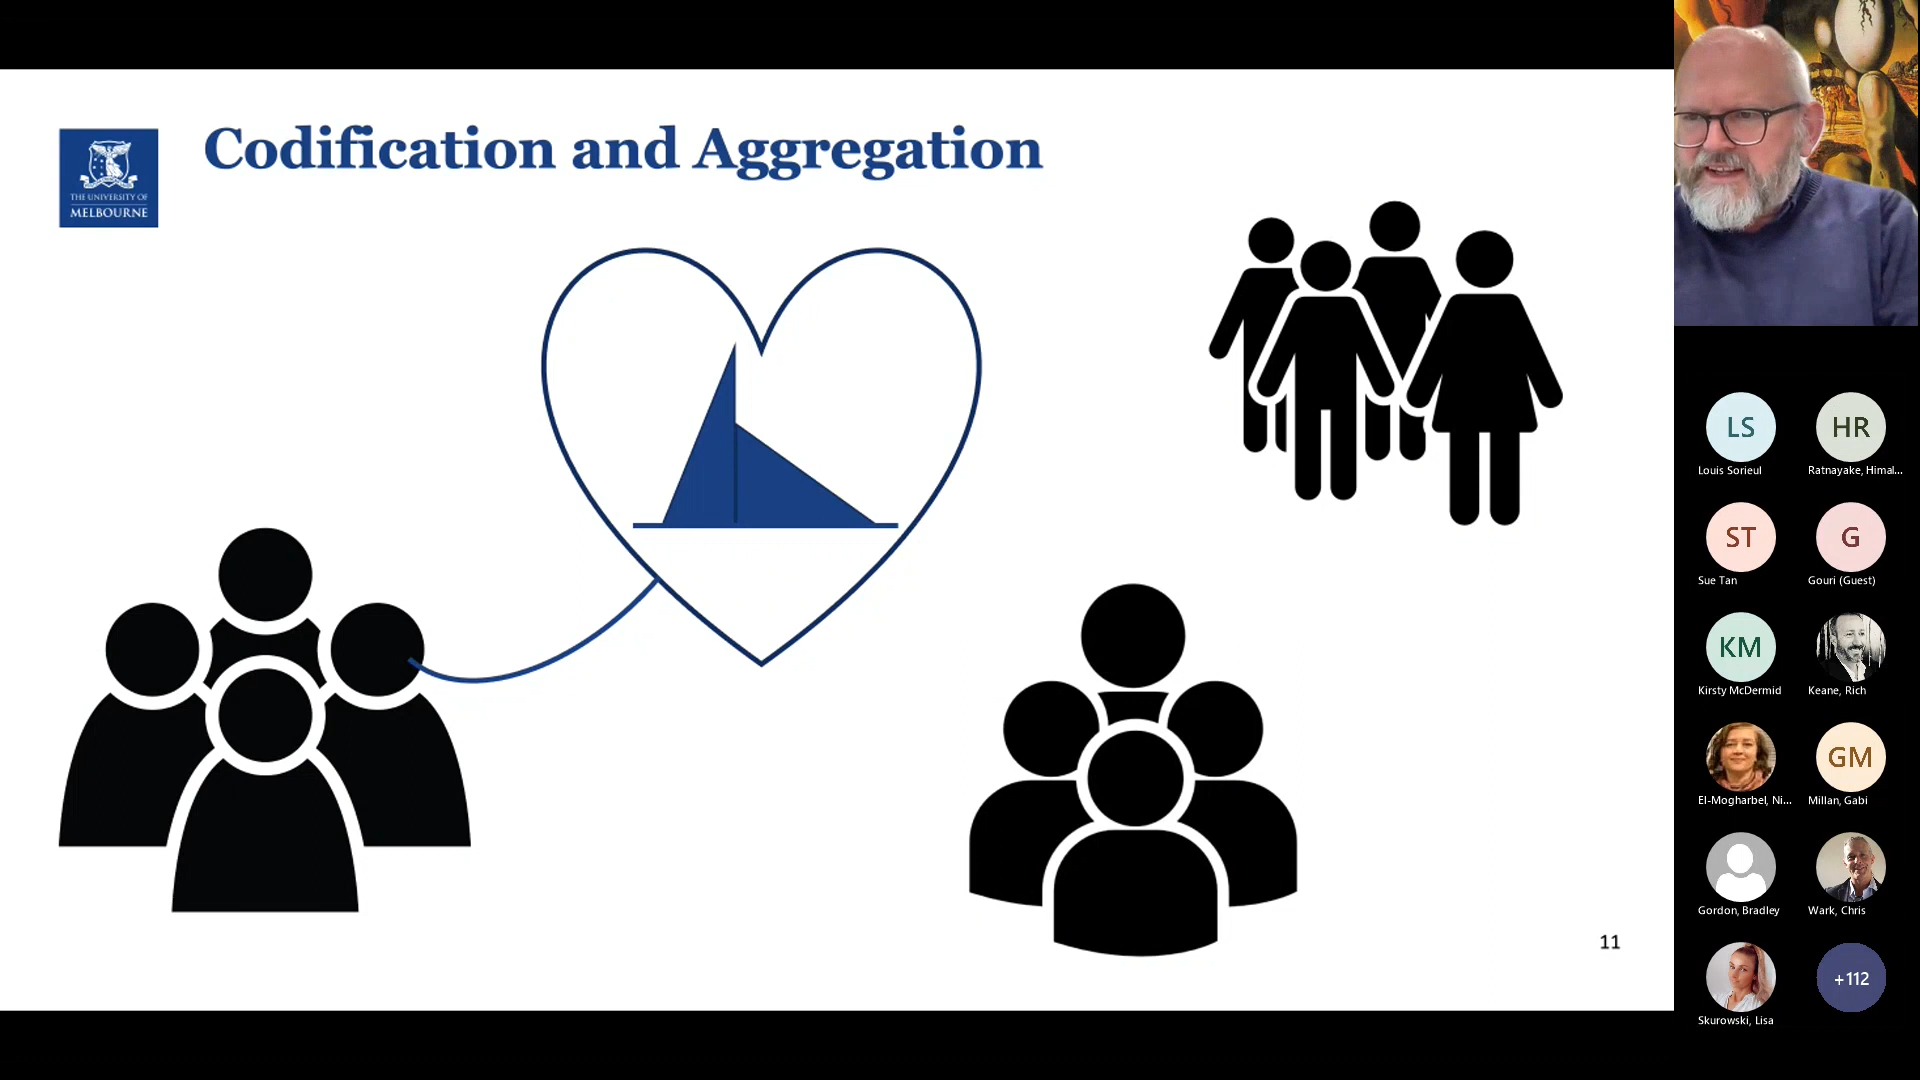 Codification and Aggregation
THE UNIVERSITY OF
MELBOURNE
11
LS
HR
Louis Sorieul
Ratnayake, Himal...
ST
G
Sue Tan
Gouri (Guest)
KM
Kirsty McDermid
Keane, Rich
GM
El-Mogharbel, Ni...
Millan, Gabi
Gordon, Bradley
Wark, Chris
+112
Skurowski, Lisa